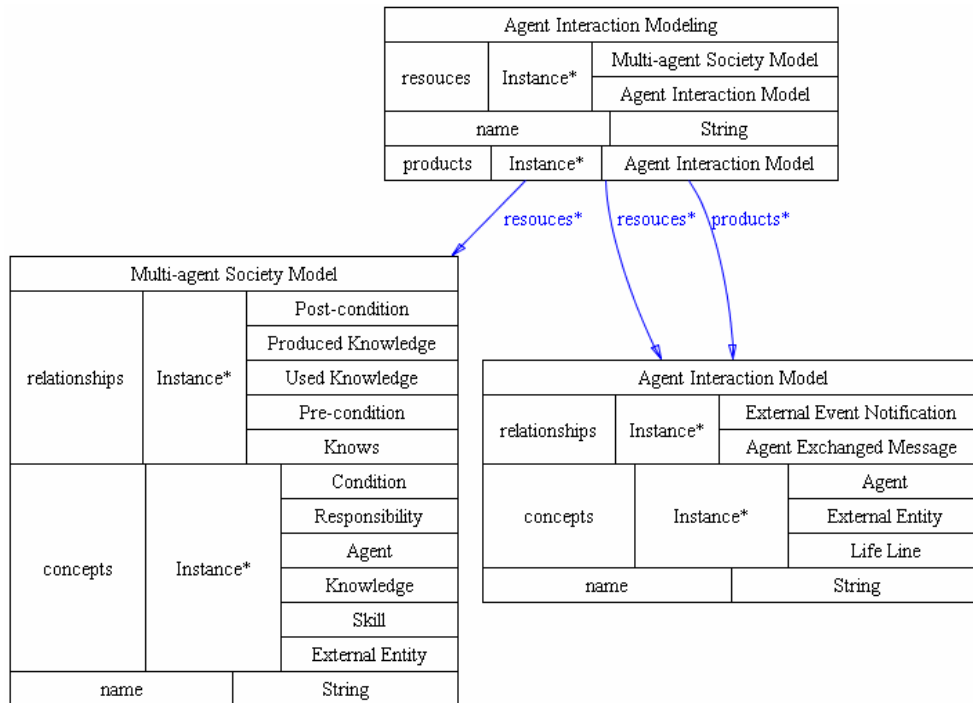 Agent Interaction Modeling
resouces Instance* Multi-agent Society Model
Agent Interaction Model
name String
products Instance* Agent Interaction Model
resouces* resouces* products*
Multi-agent Society Model
relationships Instance* Post-condition
Produced Knowledge
Used Knowledge
Pre-condition
Knows
concepts Instance* Condition
Responsibility
Agent
Knowledge
Skill
External Entity
name String
Agent Interaction Model
relationships Instance* External Event Notification
Agent Exchanged Message
concepts Instance* Agent
External Entity
Life Line
name String